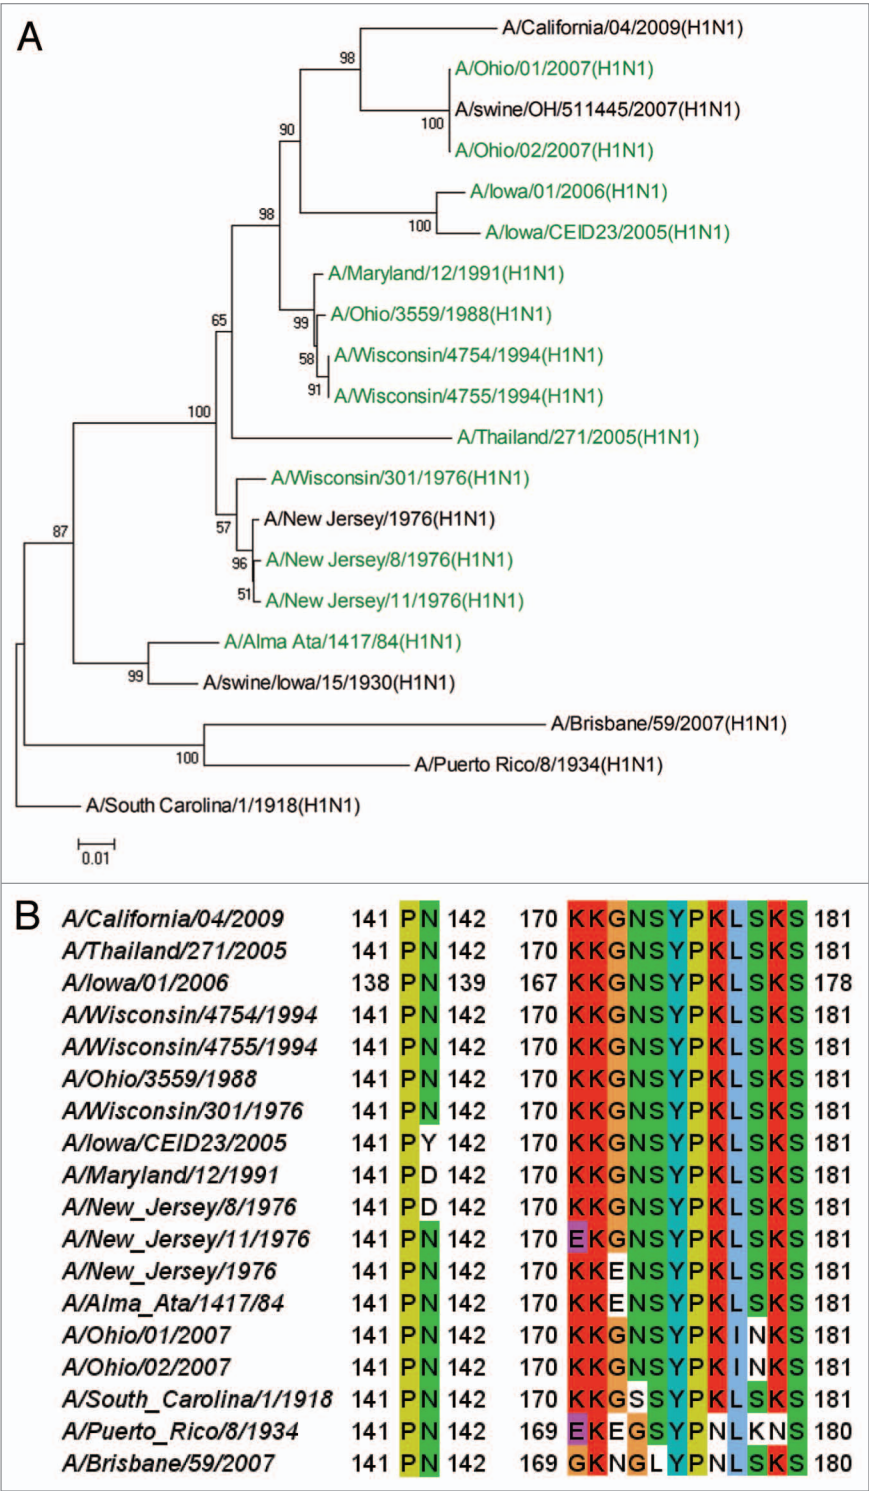 A
A/California/04/2009(H1N1)
98
A/Ohio/01/2007(H1N1)
A/swine/OH/511445/2007(H1N1)
100
90
A/Ohio/02/2007(H1N1)
A/Iowa/01/2006(H1N1)
98
100
A/Iowa/CEID23/2005(H1N1)
A/Maryland/12/1991(H1N1)
65
99
A/Ohio/3559/1988(H1N1)
58
A/Wisconsin/4754/1994(H1N1)
91
A/Wisconsin/4755/1994(H1N1)
100
A/Thailand/271/2005(H1N1)
A/Wisconsin/301/1976(H1N1)
57
A/New Jersey/1976(H1N1)
87
96
A/New Jersey/8/1976(H1N1)
51
A/New Jersey/11/1976(H1N1)
A/Alma Ata/1417/84(H1N1)
99
A/swine/Iowa/15/1930(H1N1)
A/Brisbane/59/2007(H1N1)
100
A/Puerto Rico/8/1934(H1N1)
A/South Carolina/1/1918(H1N1)
0.01
B
A/California/04/2009 141 PN 142 170 KKGNSYPKLSKS 181
A/Thailand/271/2005 141 PN 142 170 KKGNSYPKLSKS 181
A/Iowa/01/2006 138 PN 139 167 KKGNSYPKLSKS 178
A/Wisconsin/4754/1994 141 PN 142 170 KKGNSYPKLSKS 181
A/Wisconsin/4755/1994 141 PN 142 170 KKGNSYPKLSKS 181
A/Ohio/3559/1988 141 PN 142 170 KKGNSYPKLSKS 181
A/Wisconsin/301/1976 141 PN 142 170 KKGNSYPKLSKS 181
A/Iowa/CEID23/2005 141 PY 142 170 KKGNSYPKLSKS 181
A/Maryland/12/1991 141 PD 142 170 KKGNSYPKLSKS 181
A/New_Jersey/8/1976 141 PD 142 170 KKGNSYPKLSKS 181
A/New_Jersey/11/1976 141 PN 142 170 EKGNSYPKLSKS 181
A/New_Jersey/1976 141 PN 142 170 KKENSYPKLSKS 181
A/Alma_Ata/1417/84 141 PN 142 170 KKENSYPKLSKS 181
A/Ohio/01/2007 141 PN 142 170 KKGNSYPKINKS 181
A/Ohio/02/2007 141 PN 142 170 KKGNSYPKINKS 181
A/South_Carolina/1/1918 141 PN 142 170 KKGSSYPKLSKS 181
A/Puerto_Rico/8/1934 141 PN 142 169 EKEGSYPNLKNS 180
A/Brisbane/59/2007 141 PN 142 169 GKNGLYPNLSKS 180